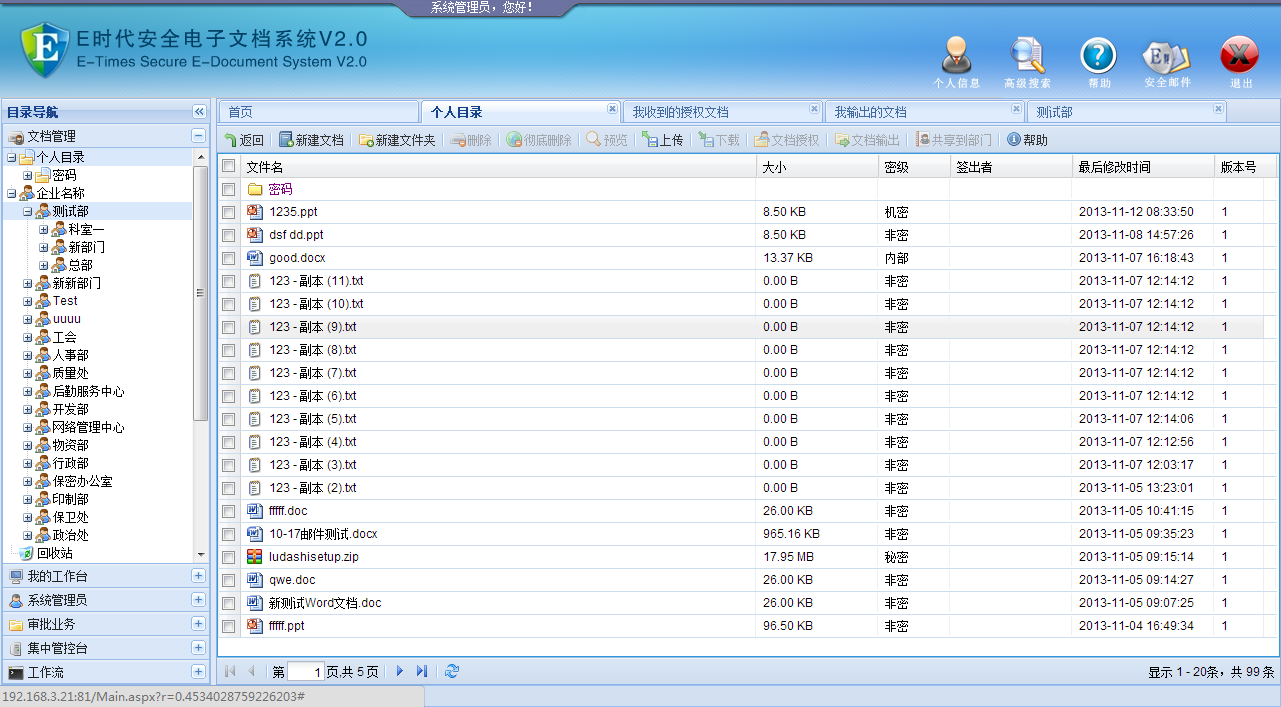 系统管理员，您好！
E时代安全电子文档系统V2.0
E-Times Secure E-Document System V2.0
个人信息 高级搜索 帮助 安全邮件 退出
目录导航
首页 个人目录 我收到的授权文档 我输出的文档 测试部
文档管理
返回 新建文档 新建文件夹 删除 彻底删除 预览 上传 下载 文档授权 文档输出 共享到部门 帮助
个人目录
密码
企业名称
测试部
科室一
新部门
总部
新新部门
Test
uuuu
工会
人事部
质量处
后勤服务中心
开发部
网络管理中心
物资部
行政部
保密办公室
印制部
保卫处
政治处
回收站
我的工作台
系统管理员
审批业务
集中管控台
工作流
文件名 大小 密级 签出者 最后修改时间 版本号
密码
1235.ppt 8.50 KB 机密 2013-11-12 08:33:50 1
dsf dd.ppt 8.50 KB 非密 2013-11-08 14:57:26 1
good.docx 13.37 KB 内部 2013-11-07 16:18:43 1
123 - 副本 (11).txt 0.00 B 非密 2013-11-07 12:14:12 1
123 - 副本 (10).txt 0.00 B 非密 2013-11-07 12:14:12 1
123 - 副本 (9).txt 0.00 B 非密 2013-11-07 12:14:12 1
123 - 副本 (8).txt 0.00 B 非密 2013-11-07 12:14:12 1
123 - 副本 (7).txt 0.00 B 非密 2013-11-07 12:14:12 1
123 - 副本 (6).txt 0.00 B 非密 2013-11-07 12:14:12 1
123 - 副本 (5).txt 0.00 B 非密 2013-11-07 12:14:06 1
123 - 副本 (4).txt 0.00 B 非密 2013-11-07 12:12:56 1
123 - 副本 (3).txt 0.00 B 非密 2013-11-07 12:03:17 1
123 - 副本 (2).txt 0.00 B 非密 2013-11-05 13:23:01 1
fffff.doc 26.00 KB 非密 2013-11-05 10:41:15 1
10-17邮件测试.docx 965.16 KB 非密 2013-11-05 09:35:23 1
ludashisetup.zip 17.95 MB 秘密 2013-11-05 09:15:14 1
qwe.doc 26.00 KB 非密 2013-11-05 09:14:27 1
新测试Word文档.doc 26.00 KB 非密 2013-11-05 09:07:25 1
fffff.ppt 96.50 KB 非密 2013-11-04 16:49:34 1
第 1 页,共 5 页 显示 1 - 20条，共 99 条
192.168.3.21:81/Main.aspx?r=0.4534028759226203#